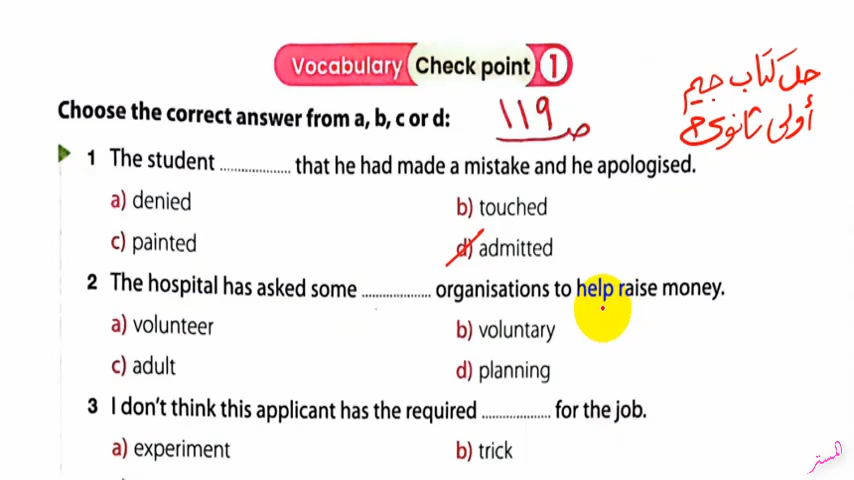 Vocabulary Check point 1
حل كتاب جيم
أولى ثانوى
Choose the correct answer from a, b, c or d:
ص ١١٩
1 The student .................... that he had made a mistake and he apologised.
a) denied b) touched
c) painted d) admitted
2 The hospital has asked some .................... organisations to help raise money.
a) volunteer b) voluntary
c) adult d) planning
3 I don't think this applicant has the required .................... for the job.
a) experiment b) trick
المستر